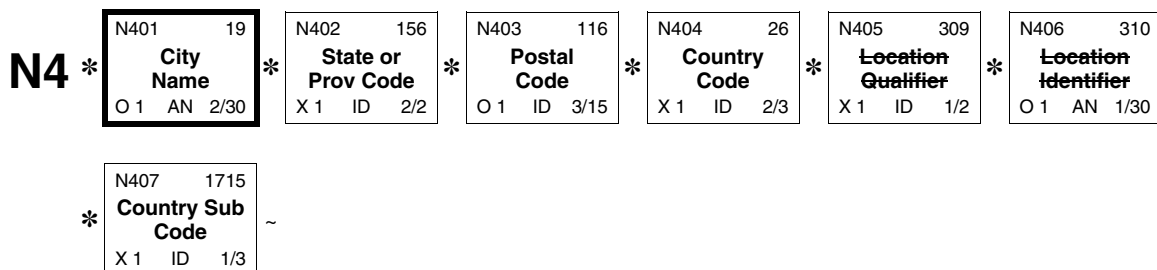 N401 19 N402 156 N403 116 N404 26 N405 309 N406 310
N4 * City Name * State or Prov Code * Postal Code * Country Code * Location Qualifier * Location Identifier
O 1 AN 2/30 X 1 ID 2/2 O 1 ID 3/15 X 1 ID 2/3 X 1 ID 1/2 O 1 AN 1/30
N407 1715
* Country Sub Code ~
X 1 ID 1/3